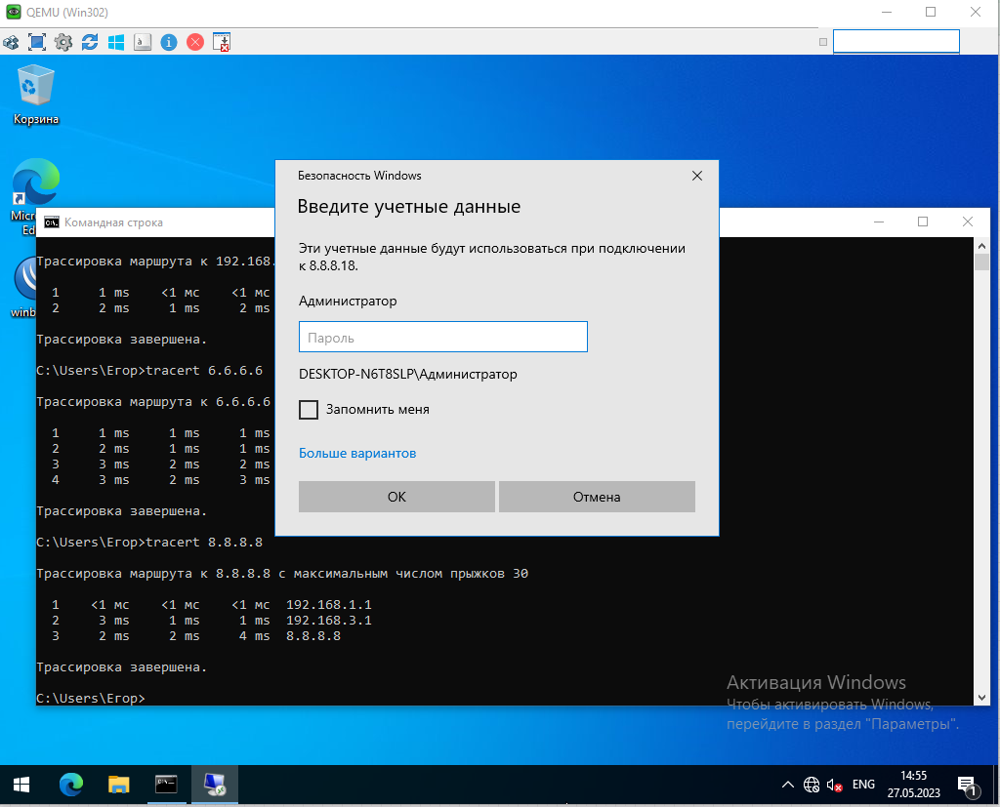 QEMU (Win302)
Корзина
Безопасность Windows
Введите учетные данные
Эти учетные данные будут использоваться при подключении
к 8.8.8.18.
Администратор
Пароль
DESKTOP-N6T8SLP\Администратор
Запомнить меня
Больше вариантов
OK
Отмена
Командная строка
Трассировка маршрута к 192.168.
1 1 ms <1 мс <1 мс
2 2 ms 1 ms 2 ms
Трассировка завершена.
C:\Users\Егор>tracert 6.6.6.6
Трассировка маршрута к 6.6.6.6
1 1 ms 1 ms 1 ms
2 2 ms 1 ms 1 ms
3 3 ms 2 ms 2 ms
4 3 ms 2 ms 3 ms
Трассировка завершена.
C:\Users\Егор>tracert 8.8.8.8
Трассировка маршрута к 8.8.8.8 с максимальным числом прыжков 30
1 <1 мс <1 мс <1 мс 192.168.1.1
2 3 ms 1 ms 1 ms 192.168.3.1
3 2 ms 2 ms 4 ms 8.8.8.8
Трассировка завершена.
C:\Users\Егор>
Активация Windows
Чтобы активировать Windows,
перейдите в раздел "Параметры".
ENG
14:55
27.05.2023
1